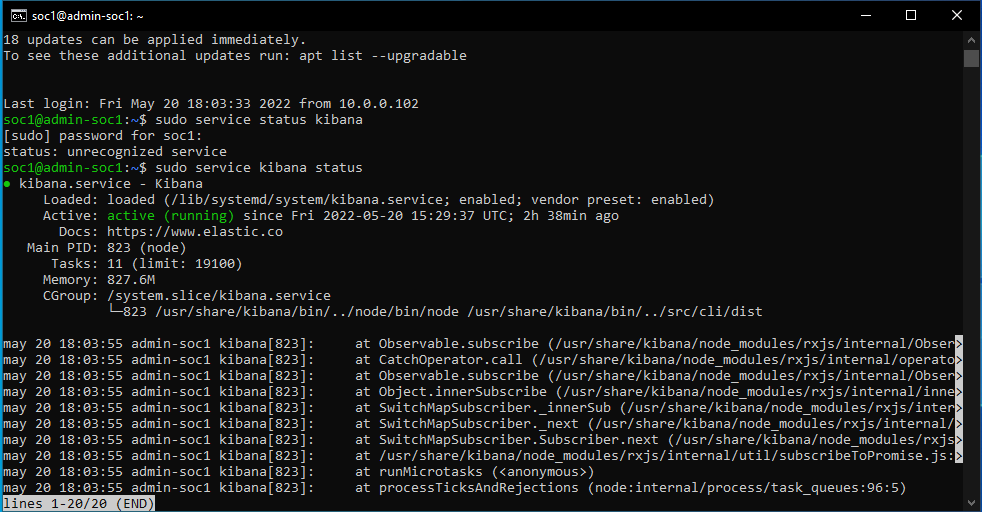 soc1@admin-soc1: ~
18 updates can be applied immediately.
To see these additional updates run: apt list --upgradable
Last login: Fri May 20 18:03:33 2022 from 10.0.0.102
soc1@admin-soc1:~$ sudo service status kibana
[sudo] password for soc1:
status: unrecognized service
soc1@admin-soc1:~$ sudo service kibana status
● kibana.service - Kibana
Loaded: loaded (/lib/systemd/system/kibana.service; enabled; vendor preset: enabled)
Active: active (running) since Fri 2022-05-20 15:29:37 UTC; 2h 38min ago
Docs: https://www.elastic.co
Main PID: 823 (node)
Tasks: 11 (limit: 19100)
Memory: 827.6M
CGroup: /system.slice/kibana.service
└─823 /usr/share/kibana/bin/../node/bin/node /usr/share/kibana/bin/../src/cli/dist
may 20 18:03:55 admin-soc1 kibana[823]:     at Observable.subscribe (/usr/share/kibana/node_modules/rxjs/internal/Obser>
may 20 18:03:55 admin-soc1 kibana[823]:     at CatchOperator.call (/usr/share/kibana/node_modules/rxjs/internal/operato>
may 20 18:03:55 admin-soc1 kibana[823]:     at Observable.subscribe (/usr/share/kibana/node_modules/rxjs/internal/Obser>
may 20 18:03:55 admin-soc1 kibana[823]:     at Object.innerSubscribe (/usr/share/kibana/node_modules/rxjs/internal/inne>
may 20 18:03:55 admin-soc1 kibana[823]:     at SwitchMapSubscriber._innerSub (/usr/share/kibana/node_modules/rxjs/inter>
may 20 18:03:55 admin-soc1 kibana[823]:     at SwitchMapSubscriber._next (/usr/share/kibana/node_modules/rxjs/internal/>
may 20 18:03:55 admin-soc1 kibana[823]:     at SwitchMapSubscriber.Subscriber.next (/usr/share/kibana/node_modules/rxjs>
may 20 18:03:55 admin-soc1 kibana[823]:     at /usr/share/kibana/node_modules/rxjs/internal/util/subscribeToPromise.js:>
may 20 18:03:55 admin-soc1 kibana[823]:     at runMicrotasks (<anonymous>)
may 20 18:03:55 admin-soc1 kibana[823]:     at processTicksAndRejections (node:internal/process/task_queues:96:5)
lines 1-20/20 (END)